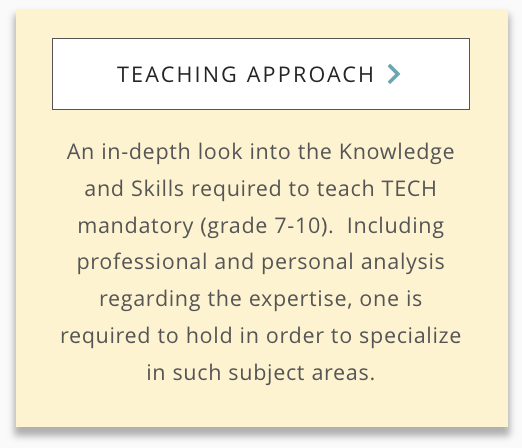 TEACHING APPROACH
An in-depth look into the Knowledge
and Skills required to teach TECH
mandatory (grade 7-10).  Including
professional and personal analysis
regarding the expertise, one is
required to hold in order to specialize
in such subject areas.